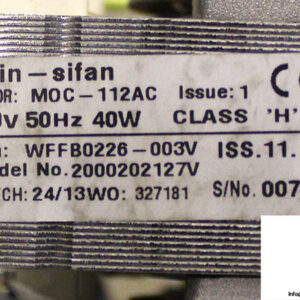 in-sifan
OR: MOC-112AC Issue: 1 CE
0V 50Hz 40W CLASS 'H'
: WFFB0226-003V ISS.11.
del No.2000202127V
CH: 24/13WO: 327181 S/No. 007